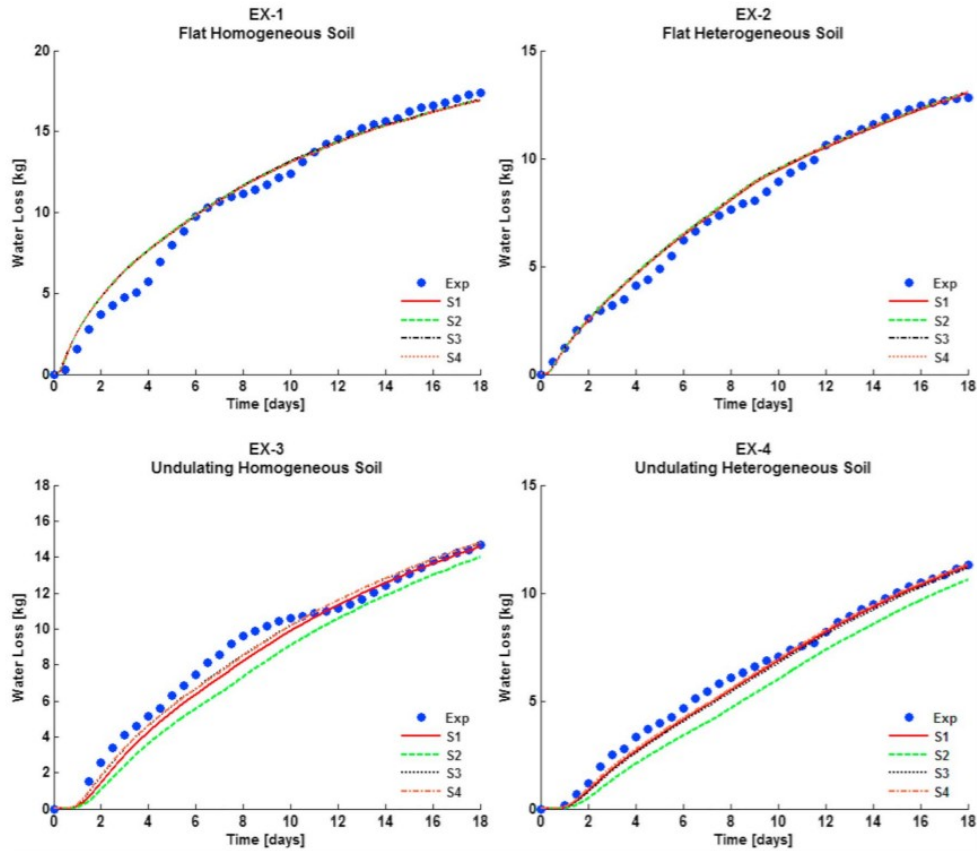 EX-1
Flat Homogeneous Soil
20
15
10
5
0
Water Loss [kg]
0 2 4 6 8 10 12 14 16 18
Time [days]
Exp
S1
S2
S3
S4
EX-2
Flat Heterogeneous Soil
15
10
5
0
Water Loss [kg]
0 2 4 6 8 10 12 14 16 18
Time [days]
Exp
S1
S2
S3
S4
EX-3
Undulating Homogeneous Soil
18
16
14
12
10
8
6
4
2
0
Water Loss [kg]
0 2 4 6 8 10 12 14 16 18
Time [days]
Exp
S1
S2
S3
S4
EX-4
Undulating Heterogeneous Soil
15
10
5
0
Water Loss [kg]
0 2 4 6 8 10 12 14 16 18
Time [days]
Exp
S1
S2
S3
S4